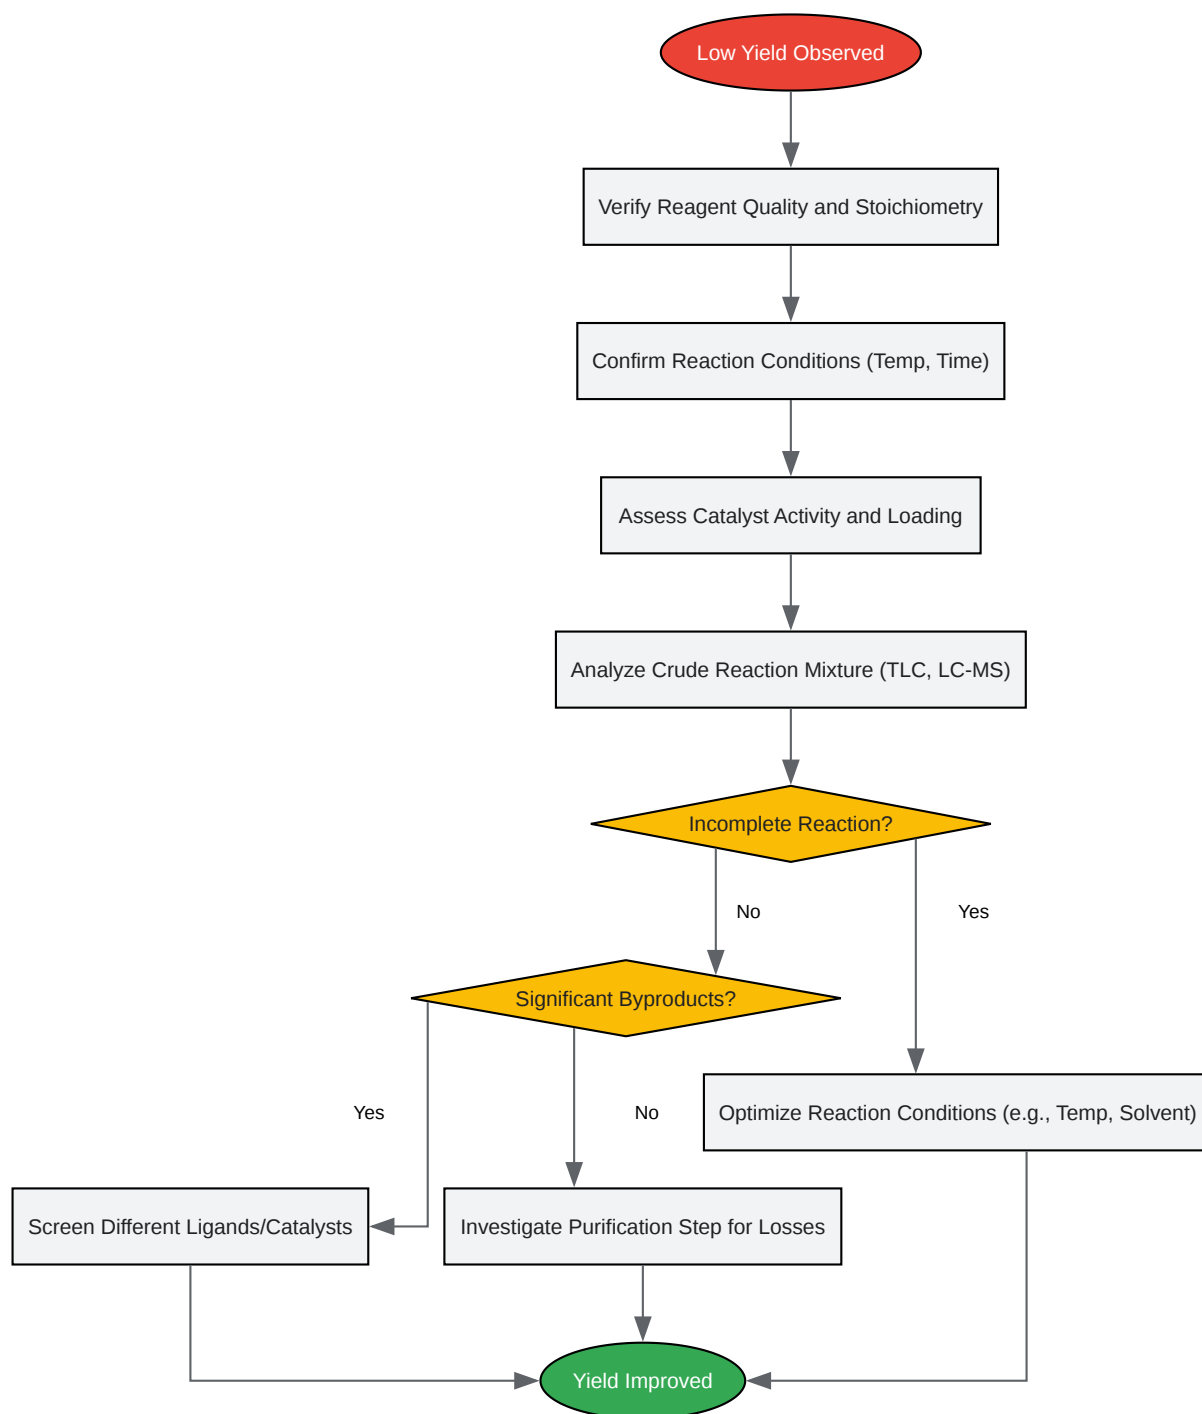 Low Yield Observed
Verify Reagent Quality and Stoichiometry
Confirm Reaction Conditions (Temp, Time)
Assess Catalyst Activity and Loading
Analyze Crude Reaction Mixture (TLC, LC-MS)
Incomplete Reaction?
No
Yes
Significant Byproducts?
Yes
No
Optimize Reaction Conditions (e.g., Temp, Solvent)
Screen Different Ligands/Catalysts
Investigate Purification Step for Losses
Yield Improved